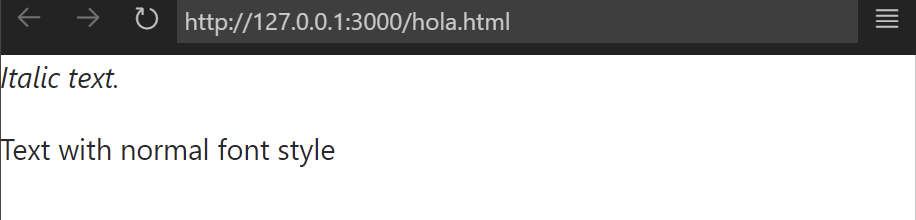 http://127.0.0.1:3000/hola.html
Italic text.
Text with normal font style